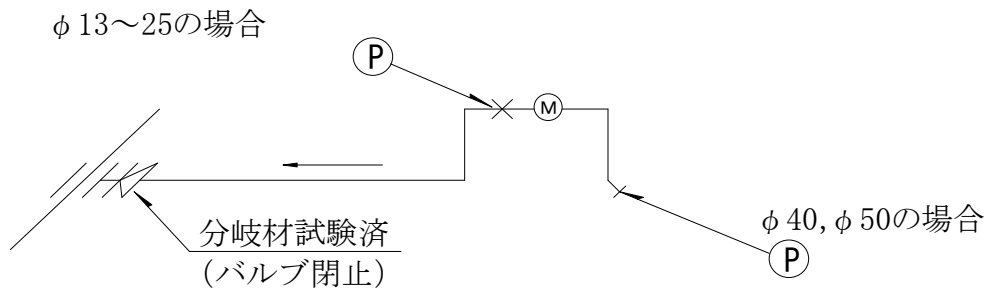 φ13～25の場合
P
M
分岐材試験済
(バルブ閉止)
φ40,φ50の場合
P